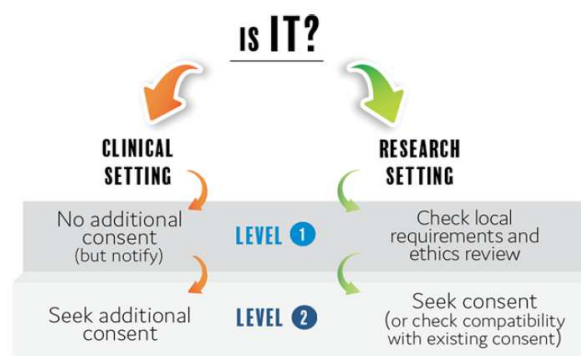 IS IT?
CLINICAL
SETTING
RESEARCH
SETTING
No additional
consent
(but notify)
LEVEL 1
Check local
requirements and
ethics review
Seek additional
consent
LEVEL 2
Seek consent
(or check compatibility
with existing consent)